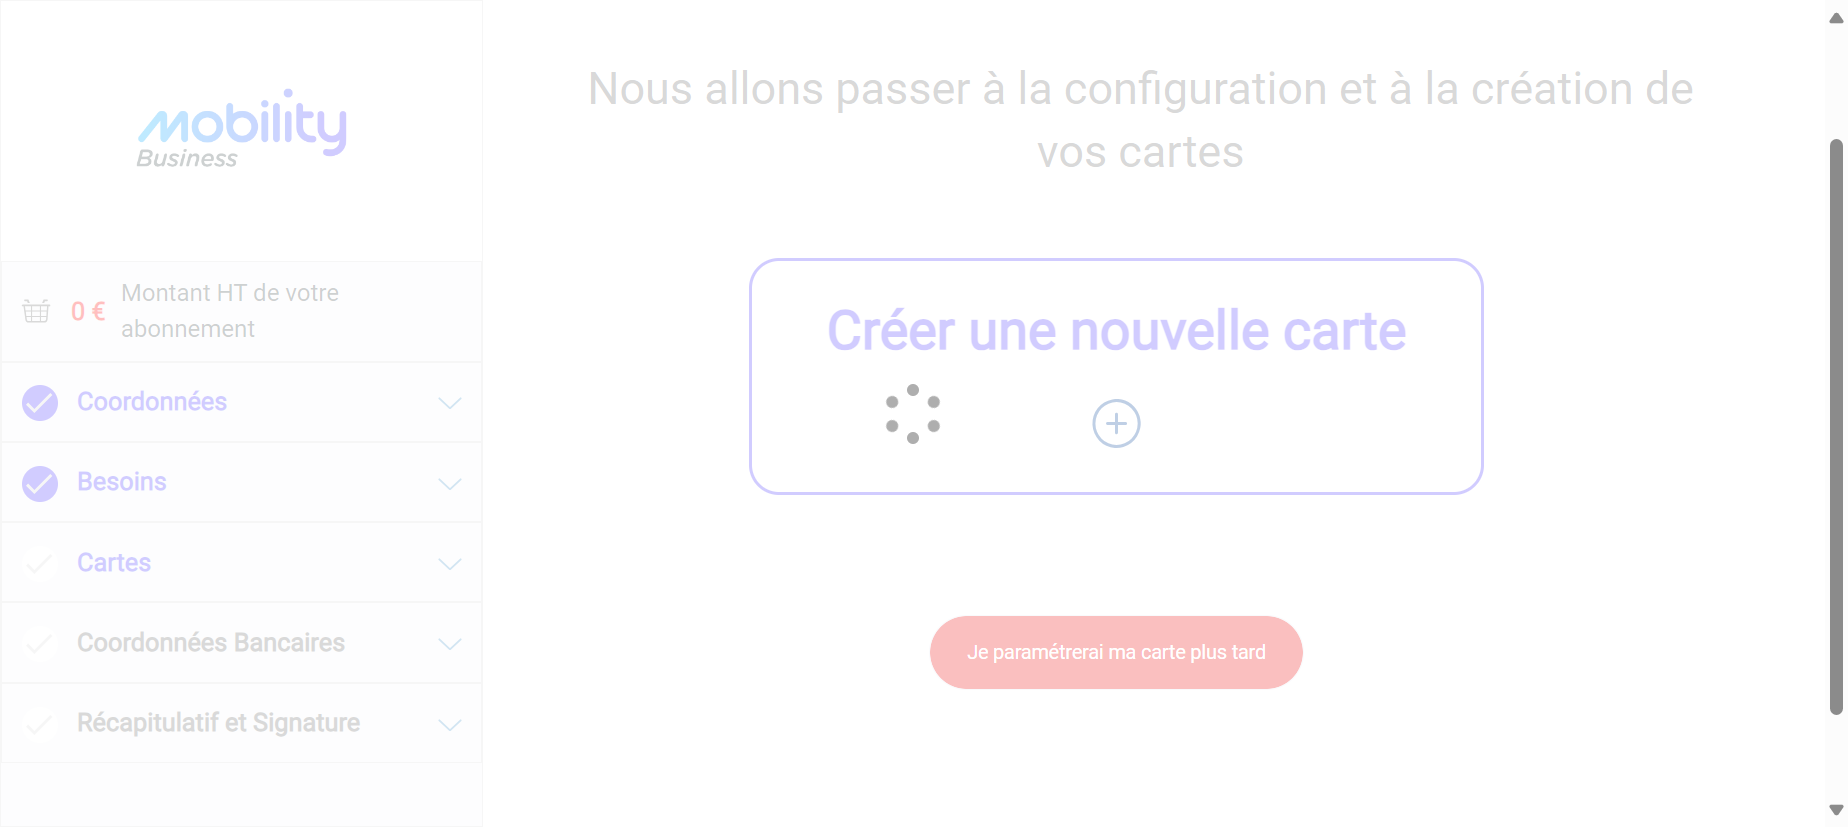 mobility
Business
0 €
Montant HT de votre
abonnement
Coordonnées
Besoins
Cartes
Coordonnées Bancaires
Récapitulatif et Signature
Nous allons passer à la configuration et à la création de
vos cartes
Créer une nouvelle carte
Je paramétrerai ma carte plus tard